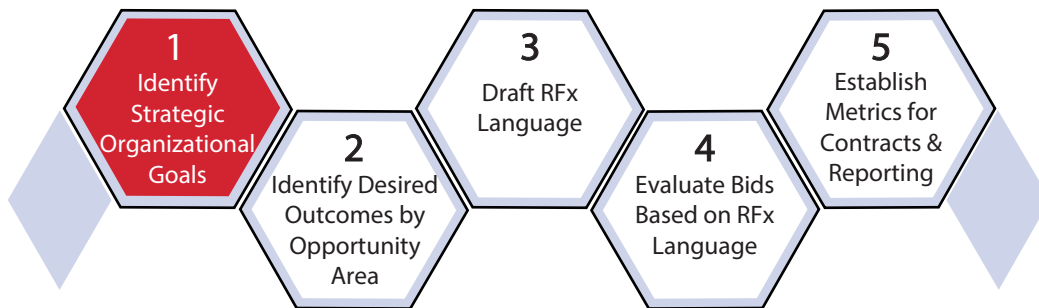 1
Identify
Strategic
Organizational
Goals
2
Identify Desired
Outcomes by
Opportunity
Area
3
Draft RFx
Language
4
Evaluate Bids
Based on RFx
Language
5
Establish
Metrics for
Contracts &
Reporting